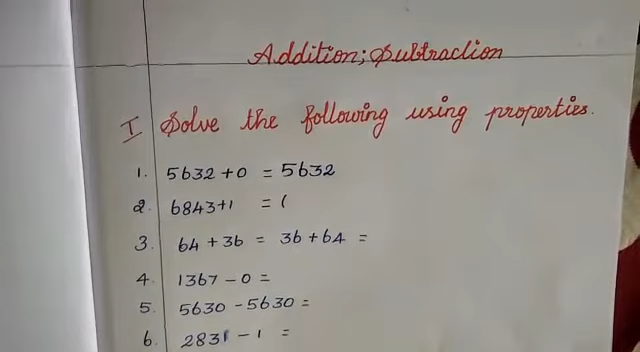 Addition; Subtraction
I Solve the following using properties.
1. 5632 + 0 = 5632
2. 6843+1 = (
3. 64 + 36 = 36 + 64 =
4. 1367 - 0 =
5. 5630 - 5630 =
6. 2831 - 1 =